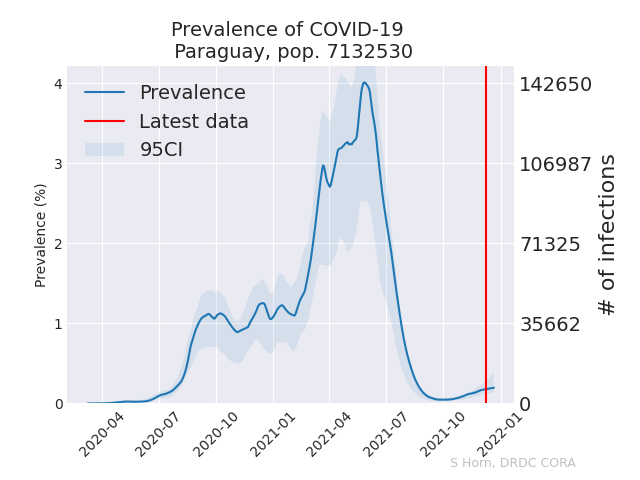 Prevalence of COVID-19
Paraguay, pop. 7132530
Prevalence
Latest data
95CI
Prevalence (%)
4
3
2
1
0
142650
106987
71325
35662
0
# of infections
2020-04
2020-07
2020-10
2021-01
2021-04
2021-07
2021-10
2022-01
S Horn, DRDC CORA